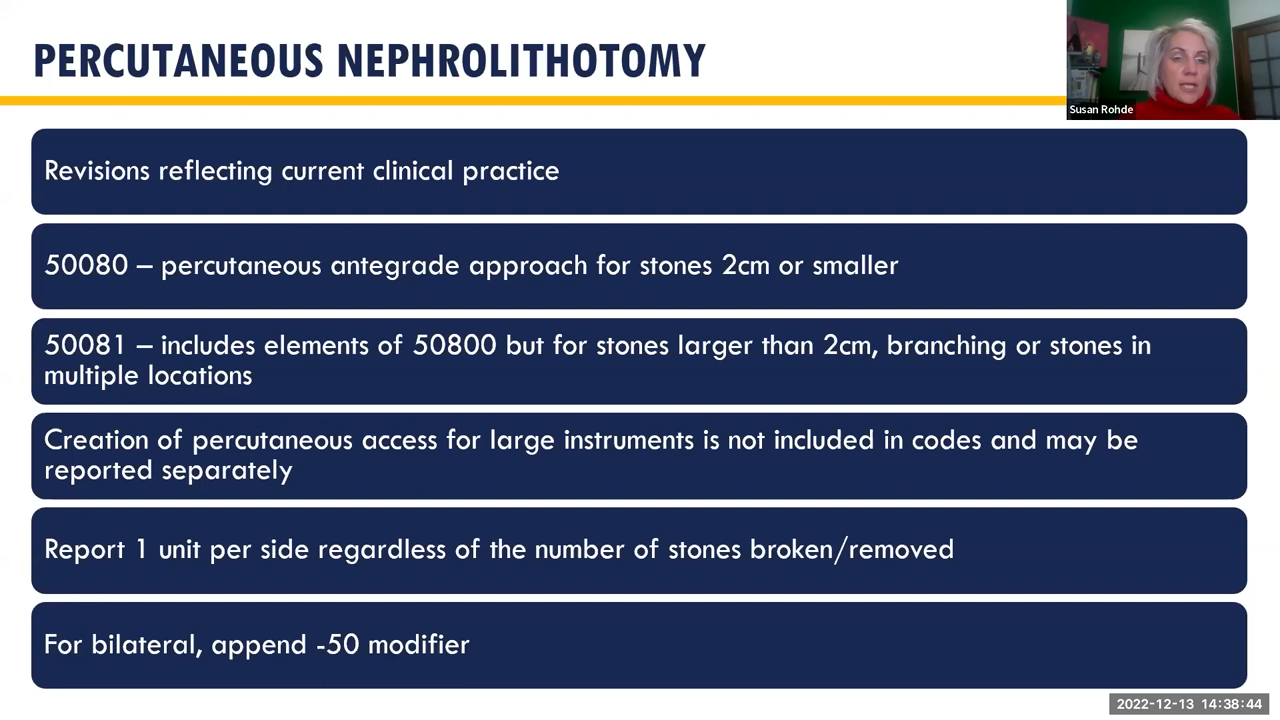 PERCUTANEOUS NEPHROLITHOTOMY
Susan Rohde
Revisions reflecting current clinical practice
50080 – percutaneous antegrade approach for stones 2cm or smaller
50081 – includes elements of 50800 but for stones larger than 2cm, branching or stones in
multiple locations
Creation of percutaneous access for large instruments is not included in codes and may be
reported separately
Report 1 unit per side regardless of the number of stones broken/removed
For bilateral, append -50 modifier
2022-12-13 14:38:44